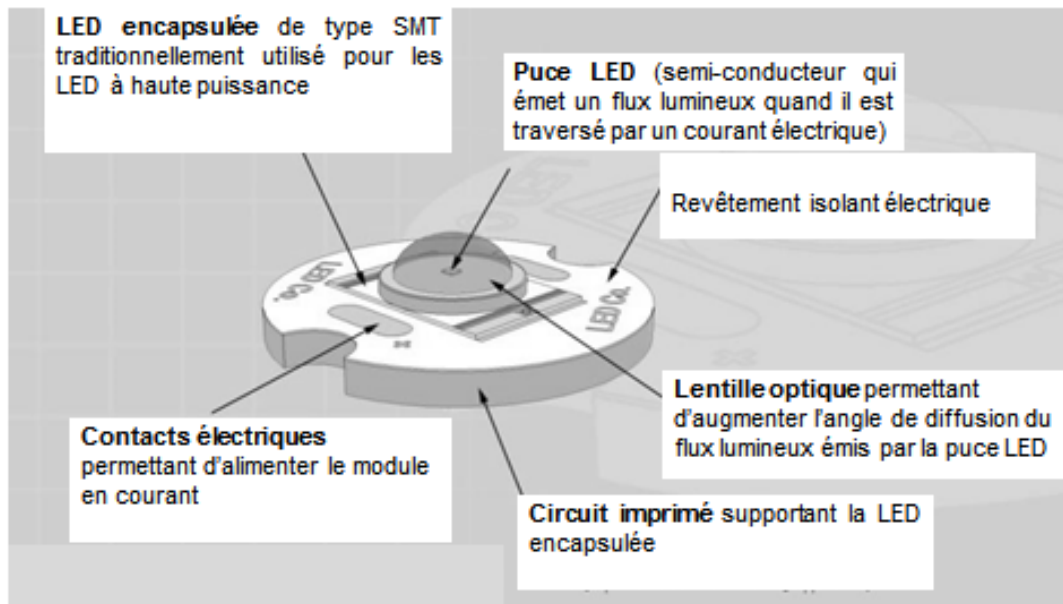 LED encapsulée de type SMT
traditionnellement utilisé pour les
LED à haute puissance
Puce LED (semi-conducteur qui
émet un flux lumineux quand il est
traversé par un courant électrique)
Revêtement isolant électrique
LED Co.
LED Co.
Lentille optique permettant
d'augmenter l'angle de diffusion du
flux lumineux émis par la puce LED
Contacts électriques
permettant d'alimenter le module
en courant
Circuit imprimé supportant la LED
encapsulée